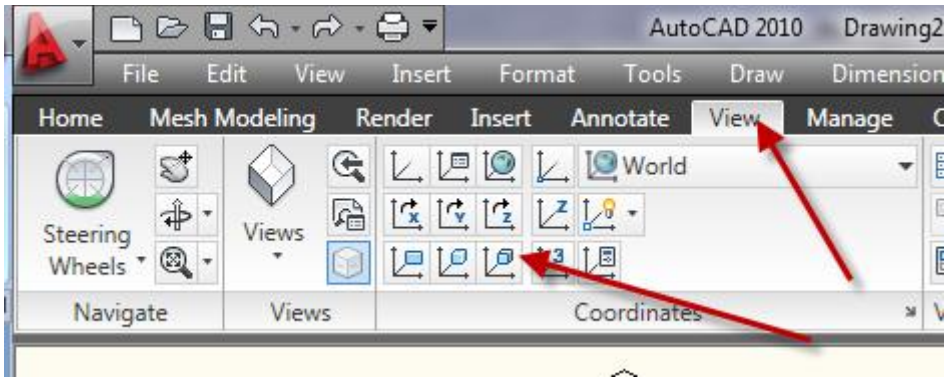 AutoCAD 2010 Drawing2
File Edit View Insert Format Tools Draw Dimension
Home Mesh Modeling Render Insert Annotate View Manage
World
Steering
Wheels
Views
Navigate
Views
Coordinates